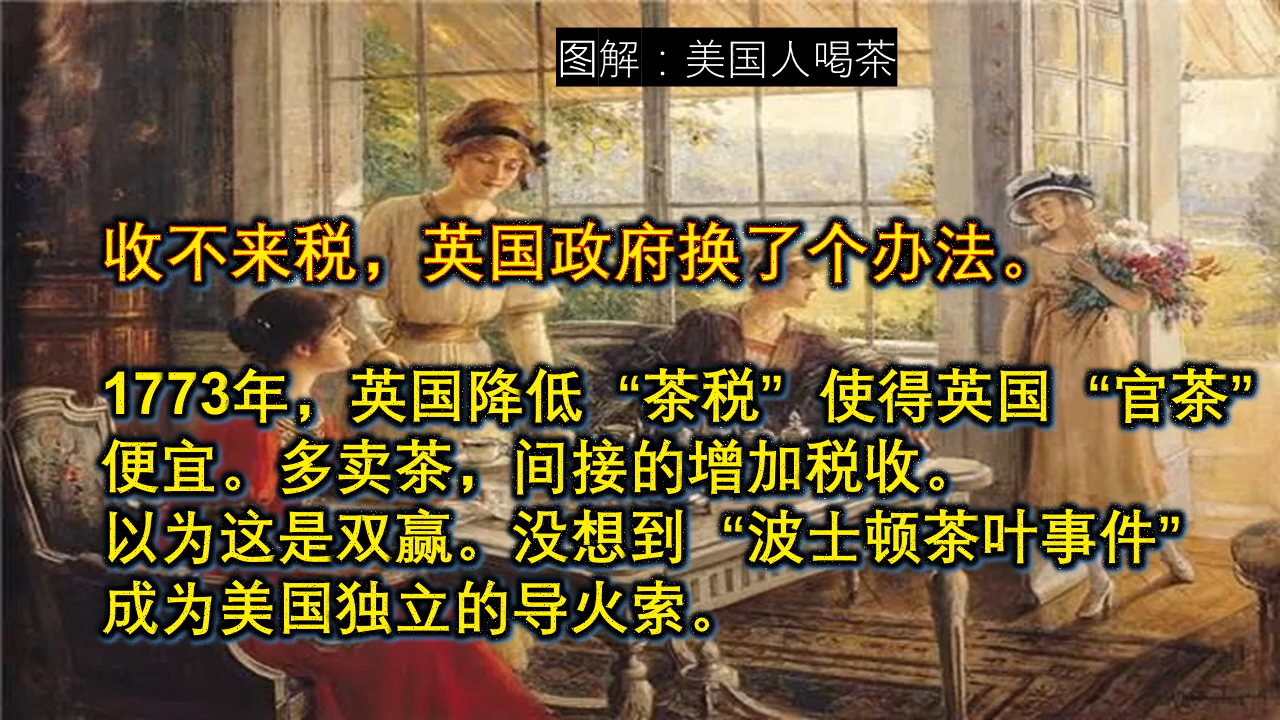 图解：美国人喝茶
收不来税，英国政府换了个办法。
1773年，英国降低“茶税”使得英国“官茶”
便宜。多卖茶，间接的增加税收。
以为这是双赢。没想到“波士顿茶叶事件”
成为美国独立的导火索。